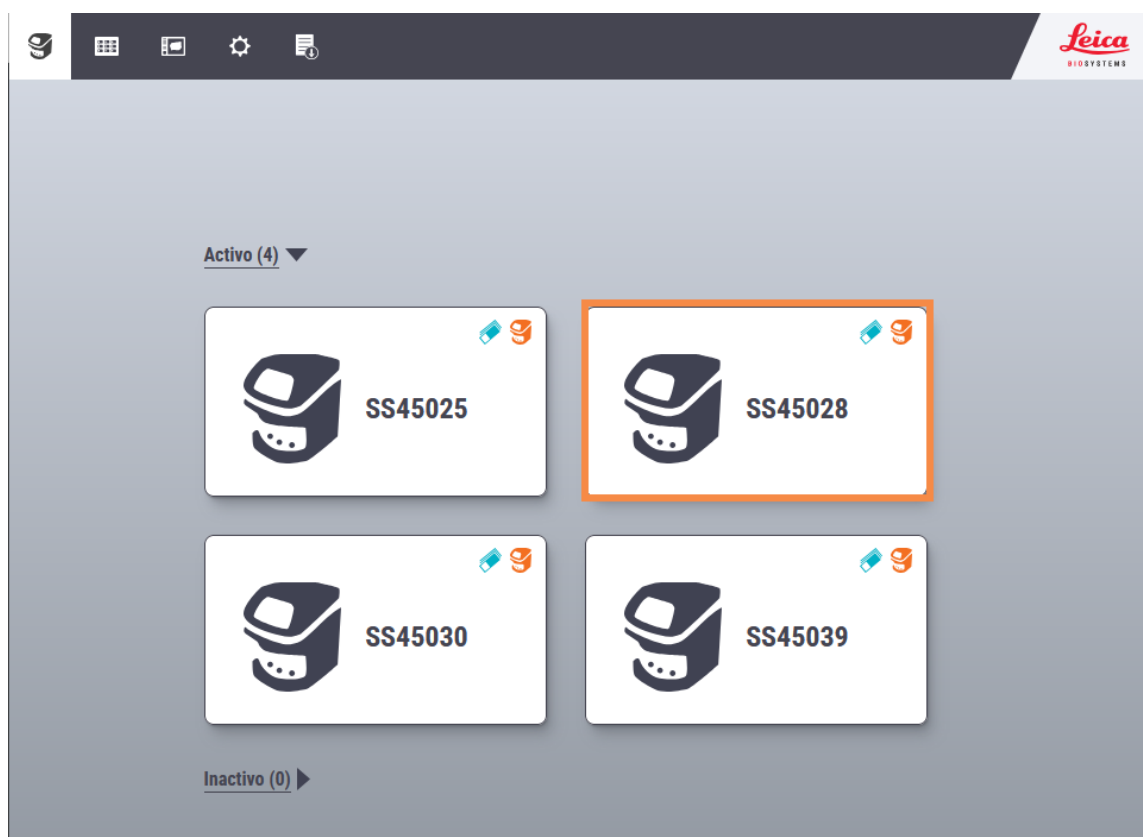 Leica
BIOSYSTEMS
Activo (4)
SS45025
SS45028
SS45030
SS45039
Inactivo (0)